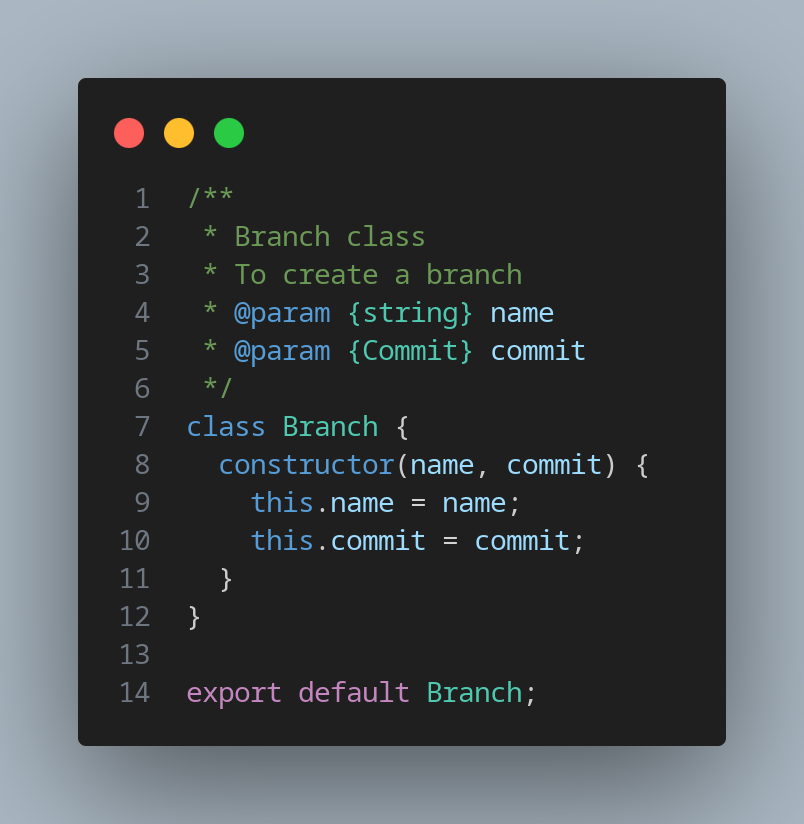 1 /**
2  * Branch class
3  * To create a branch
4  * @param {string} name
5  * @param {Commit} commit
6  */
7 class Branch {
8   constructor(name, commit) {
9     this.name = name;
10     this.commit = commit;
11   }
12 }
13
14 export default Branch;